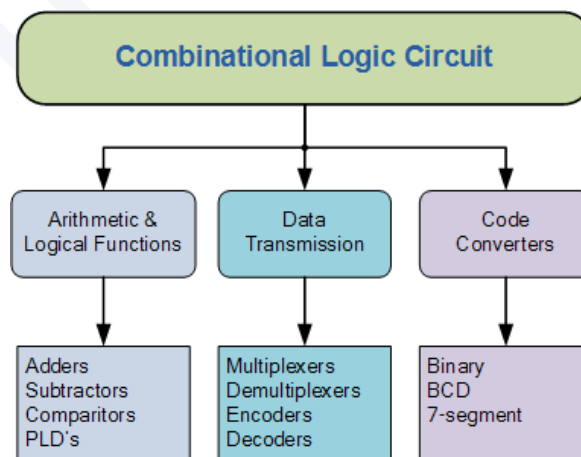 Combinational Logic Circuit
Arithmetic &
Logical Functions
Data
Transmission
Code
Converters
Adders
Subtractors
Comparitors
PLD's
Multiplexers
Demultiplexers
Encoders
Decoders
Binary
BCD
7-segment